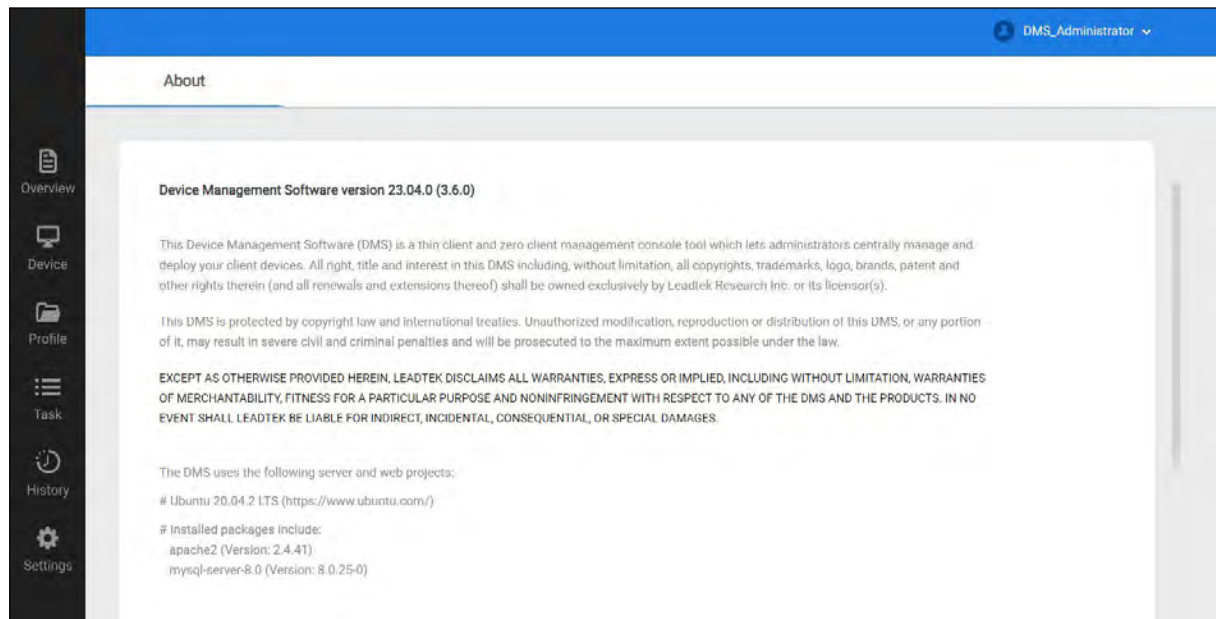 DMS_Administrator
About
Overview
Device
Profile
Task
History
Settings
Device Management Software version 23.04.0 (3.6.0)
This Device Management Software (DMS) is a thin client and zero client management console tool which lets administrators centrally manage and
deploy your client devices. All right, title and interest in this DMS including, without limitation, all copyrights, trademarks, logo, brands, patent and
other rights therein (and all renewals and extensions thereof) shall be owned exclusively by Leadtek Research Inc. or its licensor(s).
This DMS is protected by copyright law and international treaties. Unauthorized modification, reproduction or distribution of this DMS, or any portion
of it, may result in severe civil and criminal penalties and will be prosecuted to the maximum extent possible under the law.
EXCEPT AS OTHERWISE PROVIDED HEREIN, LEADTEK DISCLAIMS ALL WARRANTIES, EXPRESS OR IMPLIED, INCLUDING WITHOUT LIMITATION, WARRANTIES
OF MERCHANTABILITY, FITNESS FOR A PARTICULAR PURPOSE AND NONINFRINGEMENT WITH RESPECT TO ANY OF THE DMS AND THE PRODUCTS. IN NO
EVENT SHALL LEADTEK BE LIABLE FOR INDIRECT, INCIDENTAL, CONSEQUENTIAL, OR SPECIAL DAMAGES.
The DMS uses the following server and web projects:
# Ubuntu 20.04.2 LTS (https://www.ubuntu.com/)
# Installed packages include:
apache2 (Version: 2.4.41)
mysql-server-8.0 (Version: 8.0.25-0)